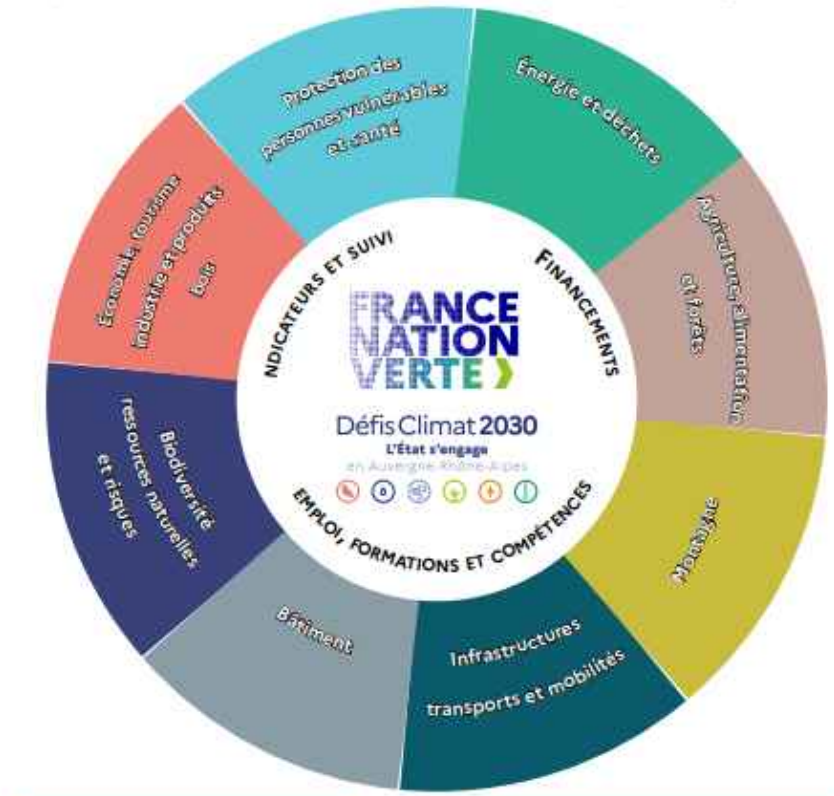 Protection des
personnes vulnérables
et santé
Énergie et déchets
Agriculture, alimentation
et forêts
Montagne
Infrastructures
transports et mobilités
Bâtiment
Biodiversité
ressources naturelles
et risques
Économie, tourisme
industrie et produits
bois
NDICATEURS ET SUIVI
FINANCEMENTS
EMPLOI, FORMATIONS ET COMPÉTENCES
FRANCE
NATION
VERTE
Défis Climat 2030
L'État s'engage
en Auvergne-Rhône-Alpes